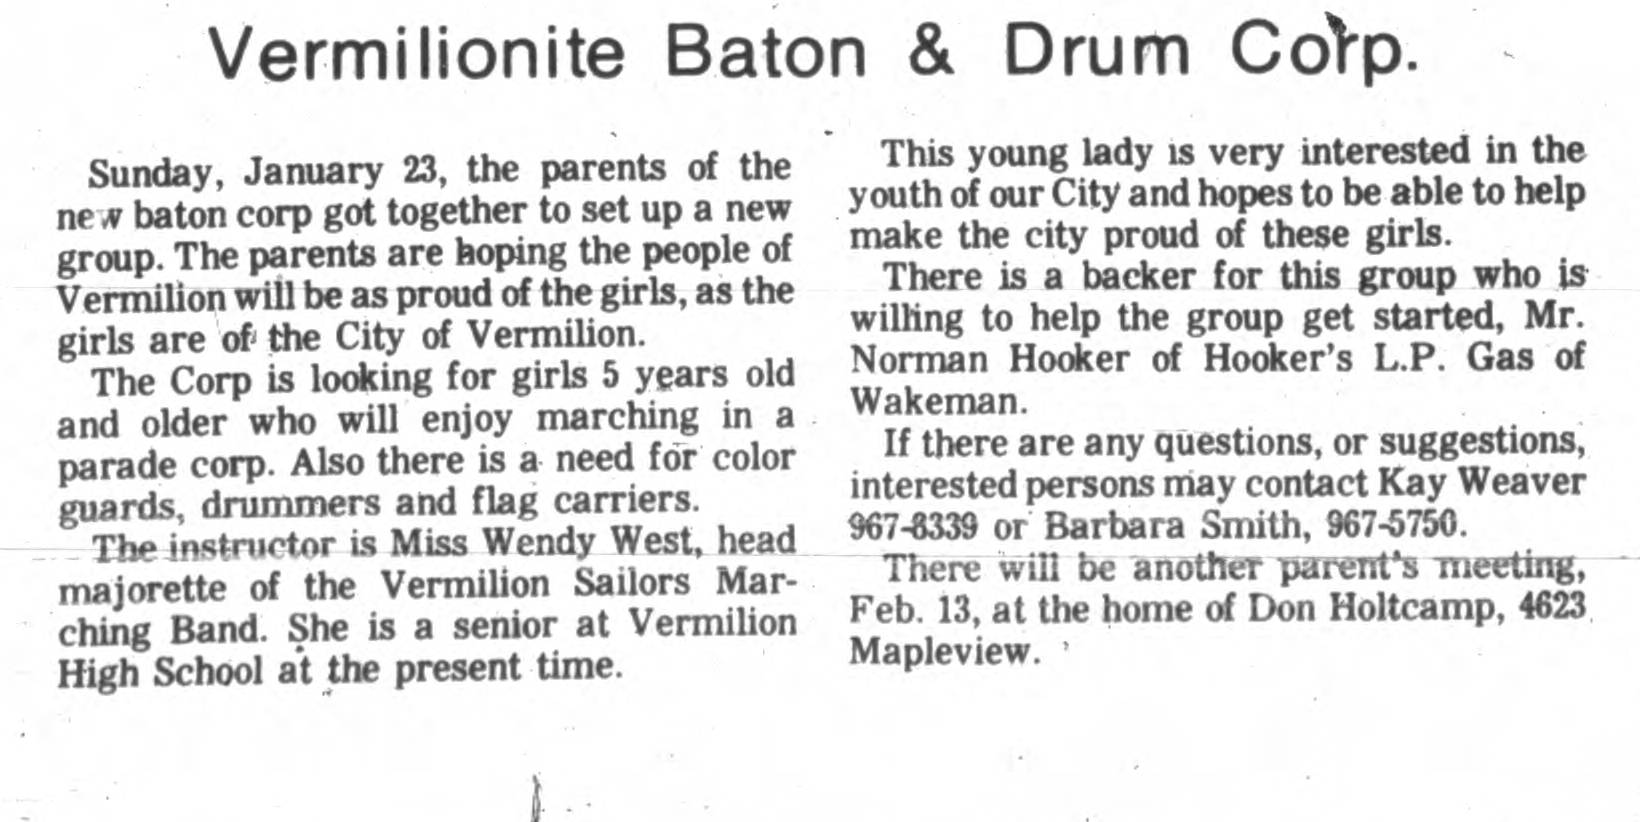 Vermilionite Baton & Drum Corp.
Sunday, January 23, the parents of the
new baton corp got together to set up a new
group. The parents are hoping the people of
Vermilion will be as proud of the girls, as the
girls are of the City of Vermilion.
The Corp is looking for girls 5 years old
and older who will enjoy marching in a
parade corp. Also there is a need for color
guards, drummers and flag carriers.
The instructor is Miss Wendy West, head
majorette of the Vermilion Sailors Mar-
ching Band. She is a senior at Vermilion
High School at the present time.
This young lady is very interested in the
youth of our City and hopes to be able to help
make the city proud of these girls.
There is a backer for this group who is
willing to help the group get started, Mr.
Norman Hooker of Hooker's L.P. Gas of
Wakeman.
If there are any questions, or suggestions,
interested persons may contact Kay Weaver
967-8339 or Barbara Smith, 967-5750.
There will be another parent's meeting,
Feb. 13, at the home of Don Holtcamp, 4623
Mapleview.